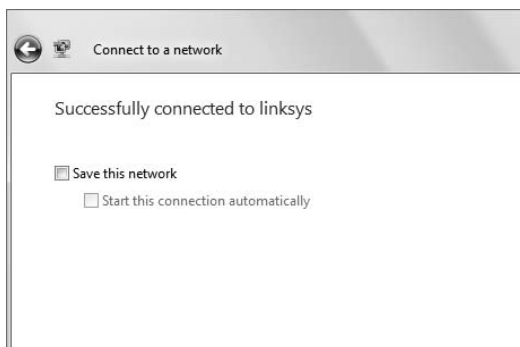 Connect to a network
Successfully connected to linksys
Save this network
Start this connection automatically